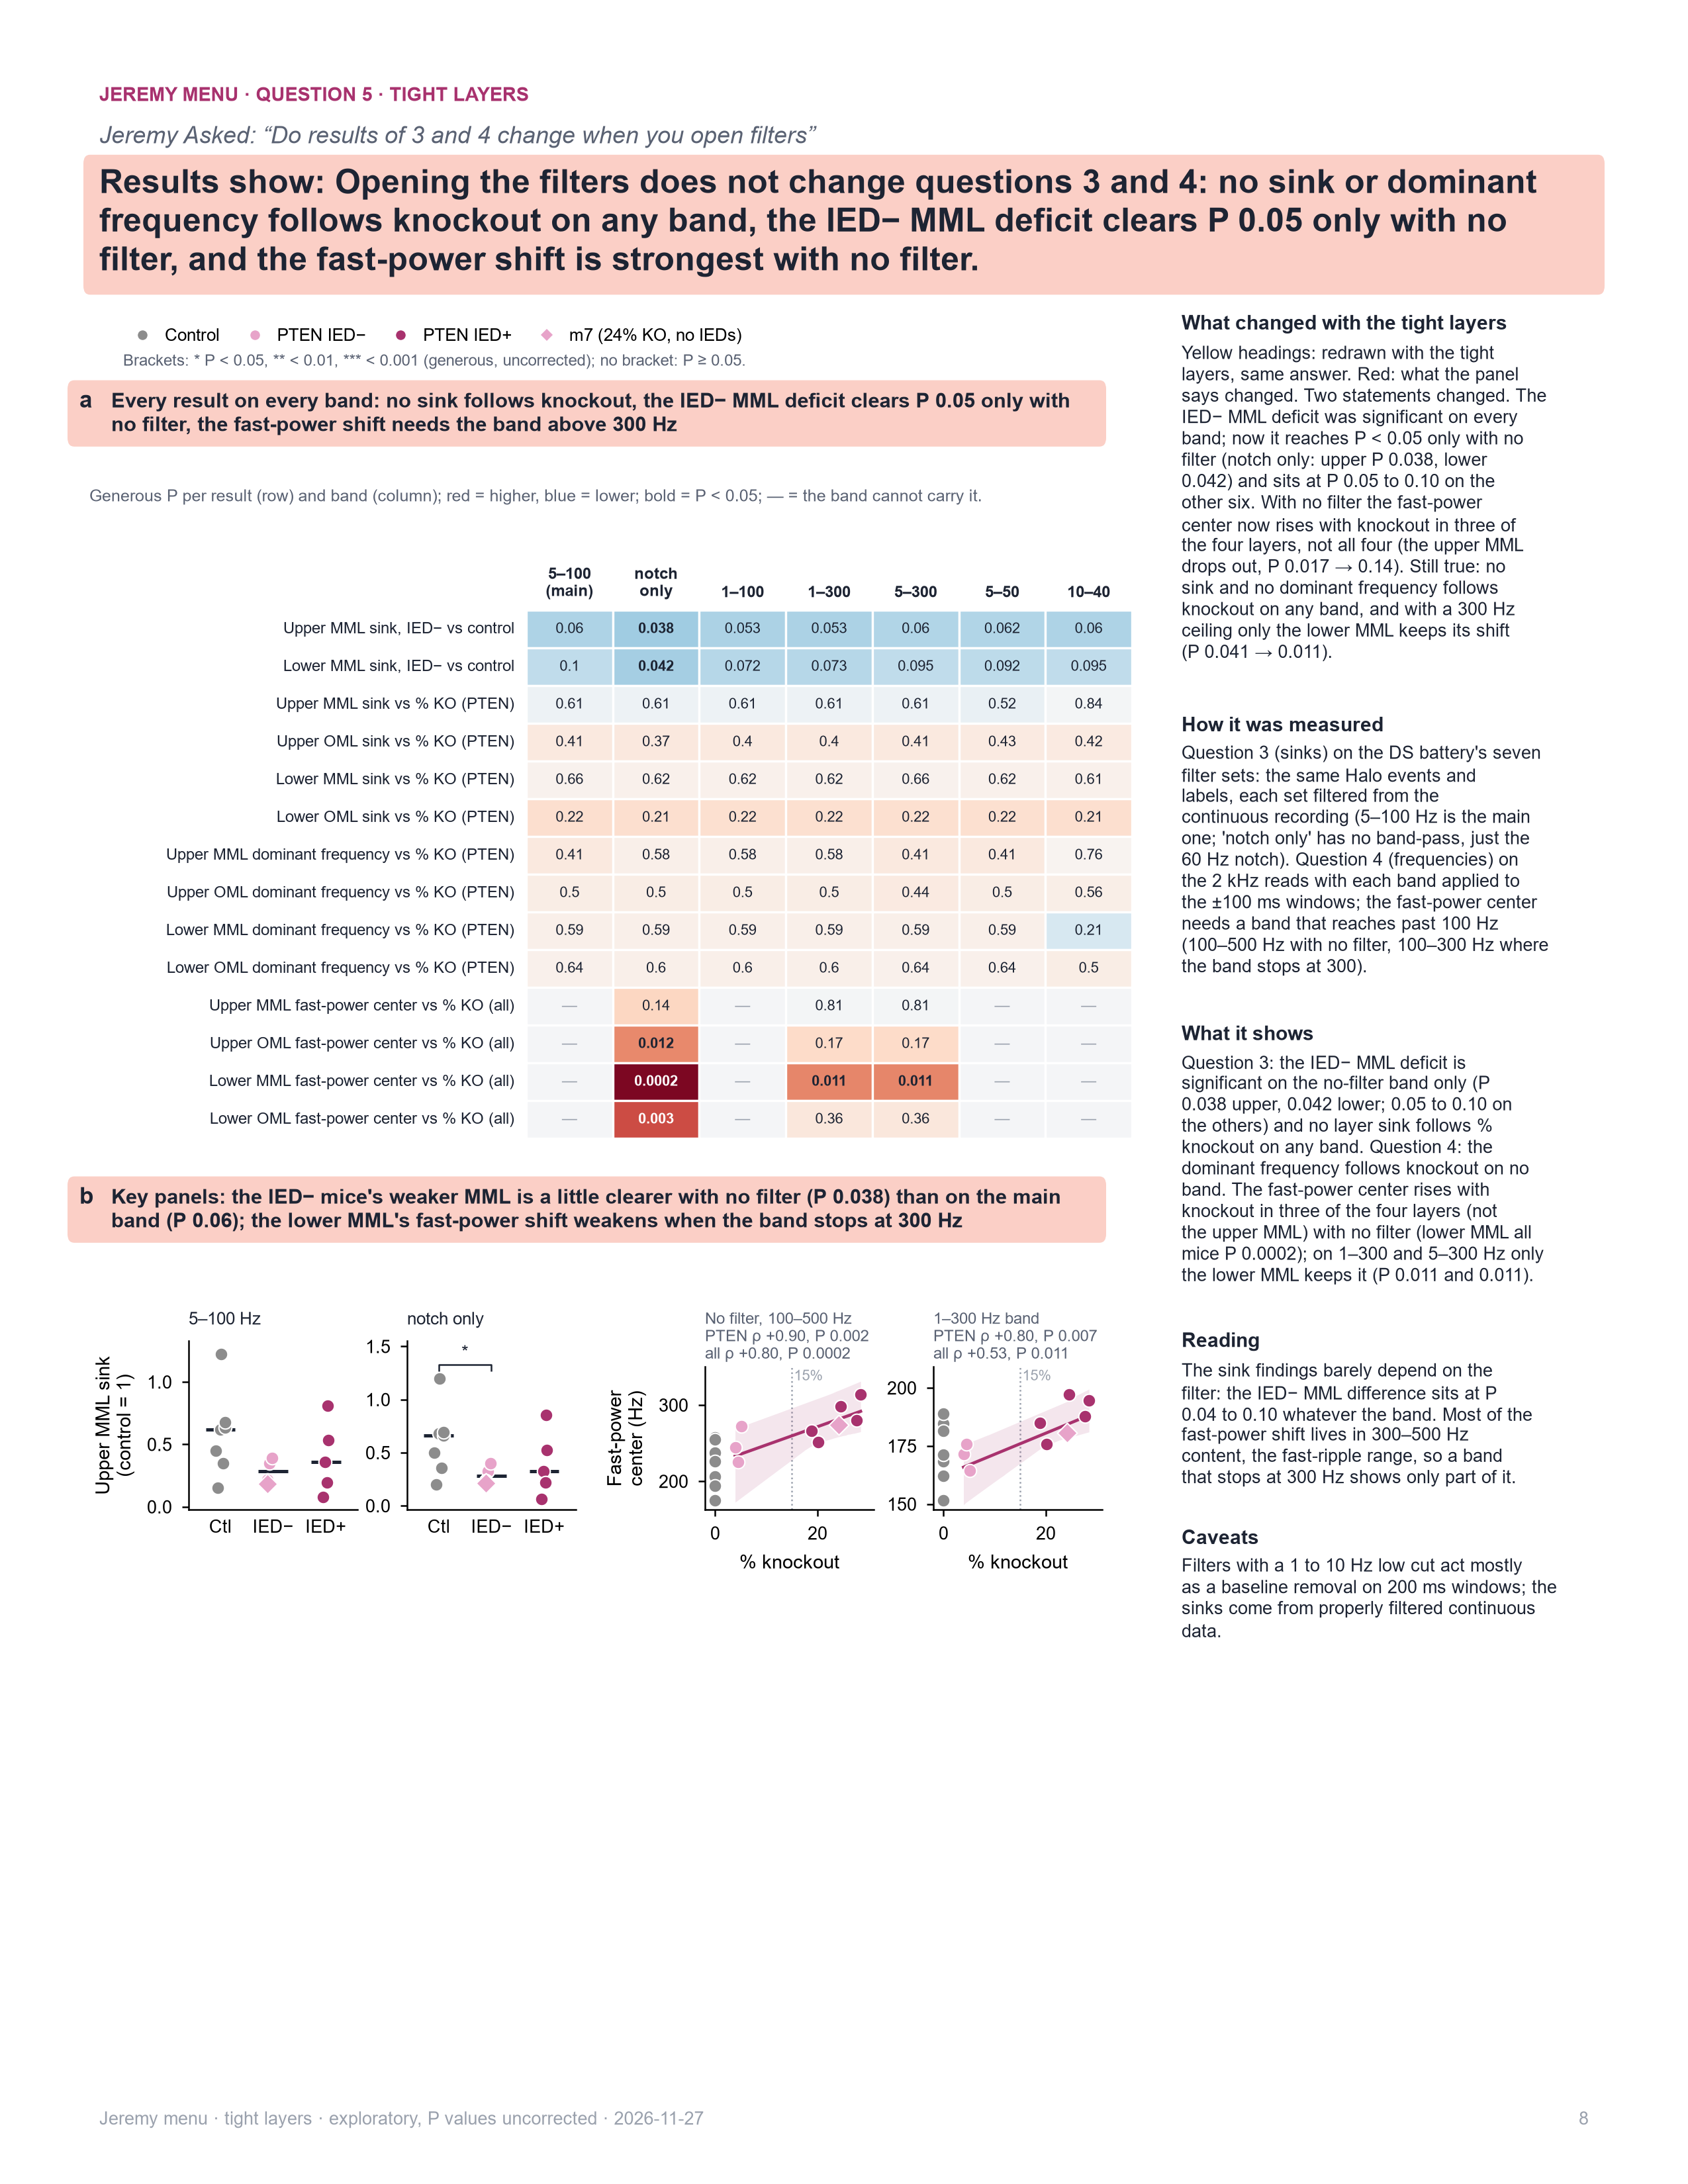 JEREMY MENU · QUESTION 5 · TIGHT LAYERS
Jeremy Asked: “Do results of 3 and 4 change when you open filters”
Results show: Opening the filters does not change questions 3 and 4: no sink or dominant
frequency follows knockout on any band, the IED− MML deficit clears P 0.05 only with no
filter, and the fast-power shift is strongest with no filter.
Control PTEN IED− PTEN IED+ m7 (24% KO, no IEDs)
Brackets: * P < 0.05, ** < 0.01, *** < 0.001 (generous, uncorrected); no bracket: P ≥ 0.05.
a Every result on every band: no sink follows knockout, the IED− MML deficit clears P 0.05 only with
no filter, the fast-power shift needs the band above 300 Hz
Generous P per result (row) and band (column); red = higher, blue = lower; bold = P < 0.05; — = the band cannot carry it.
5–100 (main) notch only 1–100 1–300 5–300 5–50 10–40
Upper MML sink, IED− vs control 0.06 0.038 0.053 0.053 0.06 0.062 0.06
Lower MML sink, IED− vs control 0.1 0.042 0.072 0.073 0.095 0.092 0.095
Upper MML sink vs % KO (PTEN) 0.61 0.61 0.61 0.61 0.61 0.52 0.84
Upper OML sink vs % KO (PTEN) 0.41 0.37 0.4 0.4 0.41 0.43 0.42
Lower MML sink vs % KO (PTEN) 0.66 0.62 0.62 0.62 0.66 0.62 0.61
Lower OML sink vs % KO (PTEN) 0.22 0.21 0.22 0.22 0.22 0.22 0.21
Upper MML dominant frequency vs % KO (PTEN) 0.41 0.58 0.58 0.58 0.41 0.41 0.76
Upper OML dominant frequency vs % KO (PTEN) 0.5 0.5 0.5 0.5 0.44 0.5 0.56
Lower MML dominant frequency vs % KO (PTEN) 0.59 0.59 0.59 0.59 0.59 0.59 0.21
Lower OML dominant frequency vs % KO (PTEN) 0.64 0.6 0.6 0.6 0.64 0.64 0.5
Upper MML fast-power center vs % KO (all) — 0.14 — 0.81 0.81 — —
Upper OML fast-power center vs % KO (all) — 0.012 — 0.17 0.17 — —
Lower MML fast-power center vs % KO (all) — 0.0002 — 0.011 0.011 — —
Lower OML fast-power center vs % KO (all) — 0.003 — 0.36 0.36 — —
b Key panels: the IED− mice's weaker MML is a little clearer with no filter (P 0.038) than on the main
band (P 0.06); the lower MML's fast-power shift weakens when the band stops at 300 Hz
5–100 Hz
Upper MML sink
(control = 1)
1.0
0.5
0.0
Ctl IED− IED+
notch only
*
1.5
1.0
0.5
0.0
Ctl IED− IED+
No filter, 100–500 Hz
PTEN ρ +0.90, P 0.002
all ρ +0.80, P 0.0002
15%
Fast-power
center (Hz)
300
200
0 20
% knockout
1–300 Hz band
PTEN ρ +0.80, P 0.007
all ρ +0.53, P 0.011
15%
200
175
150
0 20
% knockout
What changed with the tight layers
Yellow headings: redrawn with the tight
layers, same answer. Red: what the panel
says changed. Two statements changed. The
IED− MML deficit was significant on every
band; now it reaches P < 0.05 only with no
filter (notch only: upper P 0.038, lower
0.042) and sits at P 0.05 to 0.10 on the
other six. With no filter the fast-power
center now rises with knockout in three of
the four layers, not all four (the upper MML
drops out, P 0.017 → 0.14). Still true: no
sink and no dominant frequency follows
knockout on any band, and with a 300 Hz
ceiling only the lower MML keeps its shift
(P 0.041 → 0.011).
How it was measured
Question 3 (sinks) on the DS battery's seven
filter sets: the same Halo events and
labels, each set filtered from the
continuous recording (5–100 Hz is the main
one; 'notch only' has no band-pass, just the
60 Hz notch). Question 4 (frequencies) on
the 2 kHz reads with each band applied to
the ±100 ms windows; the fast-power center
needs a band that reaches past 100 Hz
(100–500 Hz with no filter, 100–300 Hz where
the band stops at 300).
What it shows
Question 3: the IED− MML deficit is
significant on the no-filter band only (P
0.038 upper, 0.042 lower; 0.05 to 0.10 on
the others) and no layer sink follows %
knockout on any band. Question 4: the
dominant frequency follows knockout on no
band. The fast-power center rises with
knockout in three of the four layers (not
the upper MML) with no filter (lower MML all
mice P 0.0002); on 1–300 and 5–300 Hz only
the lower MML keeps it (P 0.011 and 0.011).
Reading
The sink findings barely depend on the
filter: the IED− MML difference sits at P
0.04 to 0.10 whatever the band. Most of the
fast-power shift lives in 300–500 Hz
content, the fast-ripple range, so a band
that stops at 300 Hz shows only part of it.
Caveats
Filters with a 1 to 10 Hz low cut act mostly
as a baseline removal on 200 ms windows; the
sinks come from properly filtered continuous
data.
Jeremy menu · tight layers · exploratory, P values uncorrected · 2026-11-27
8